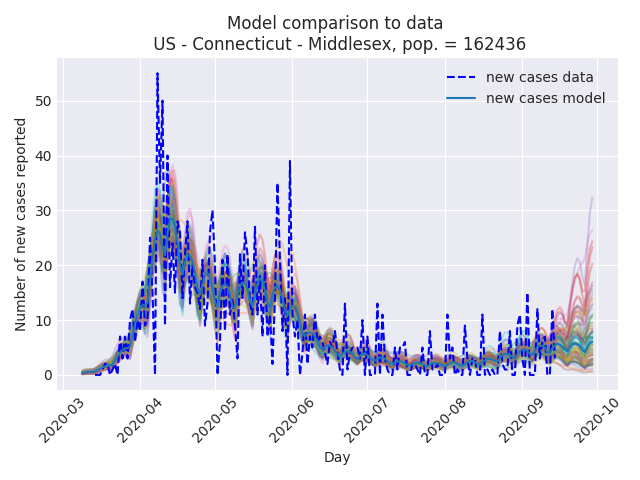 Model comparison to data
US - Connecticut - Middlesex, pop. = 162436
new cases data
new cases model
Number of new cases reported
50
40
30
20
10
0
2020-03
2020-04
2020-05
2020-06
2020-07
2020-08
2020-09
2020-10
Day